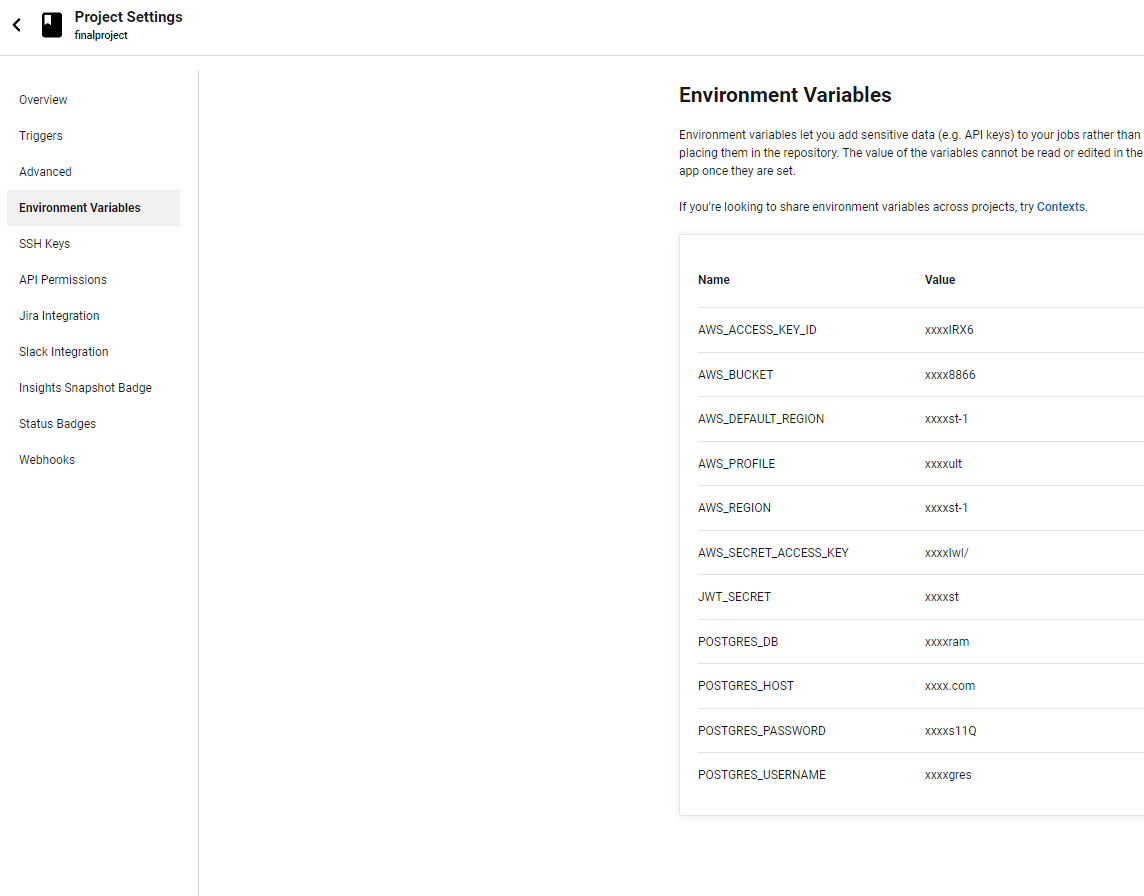 Project Settings
finalproject
Overview
Triggers
Advanced
Environment Variables
SSH Keys
API Permissions
Jira Integration
Slack Integration
Insights Snapshot Badge
Status Badges
Webhooks
Environment Variables
Environment variables let you add sensitive data (e.g. API keys) to your jobs rather than
placing them in the repository. The value of the variables cannot be read or edited in the
app once they are set.
If you're looking to share environment variables across projects, try Contexts.
Name Value
AWS_ACCESS_KEY_ID xxxxIRX6
AWS_BUCKET xxxx8866
AWS_DEFAULT_REGION xxxxst-1
AWS_PROFILE xxxxult
AWS_REGION xxxxst-1
AWS_SECRET_ACCESS_KEY xxxxIwI/
JWT_SECRET xxxxst
POSTGRES_DB xxxxram
POSTGRES_HOST xxxx.com
POSTGRES_PASSWORD xxxxs11Q
POSTGRES_USERNAME xxxxgres